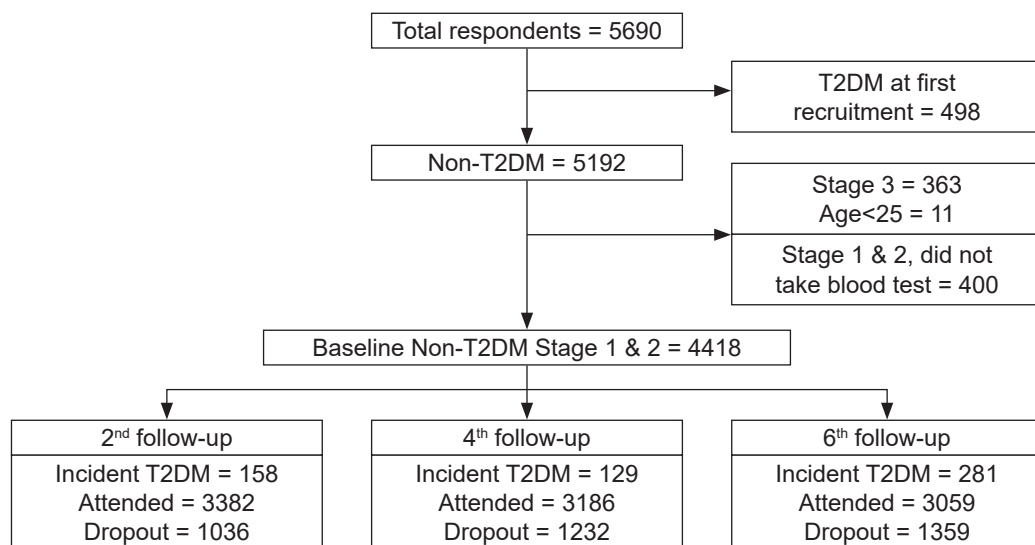 Total respondents = 5690
T2DM at first
recruitment = 498
Non-T2DM = 5192
Stage 3 = 363
Age<25 = 11
Stage 1 & 2, did not
take blood test = 400
Baseline Non-T2DM Stage 1 & 2 = 4418
2nd follow-up
Incident T2DM = 158
Attended = 3382
Dropout = 1036
4th follow-up
Incident T2DM = 129
Attended = 3186
Dropout = 1232
6th follow-up
Incident T2DM = 281
Attended = 3059
Dropout = 1359